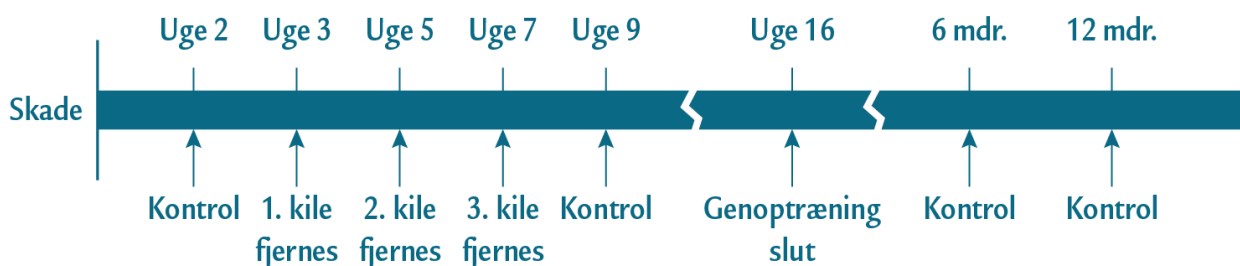 Uge 2 Uge 3 Uge 5 Uge 7 Uge 9 Uge 16 6 mdr. 12 mdr.
Skade
Kontrol 1. kile 2. kile 3. kile Kontrol Genoptræning Kontrol Kontrol
fjernes fjernes fjernes slut